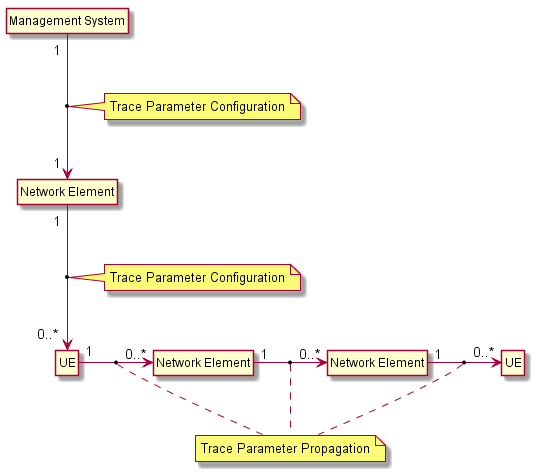 Management System
1
Trace Parameter Configuration
1
Network Element
1
Trace Parameter Configuration
0..*
UE
1
0..*
Network Element
1
0..*
Network Element
1
0..*
UE
Trace Parameter Propagation